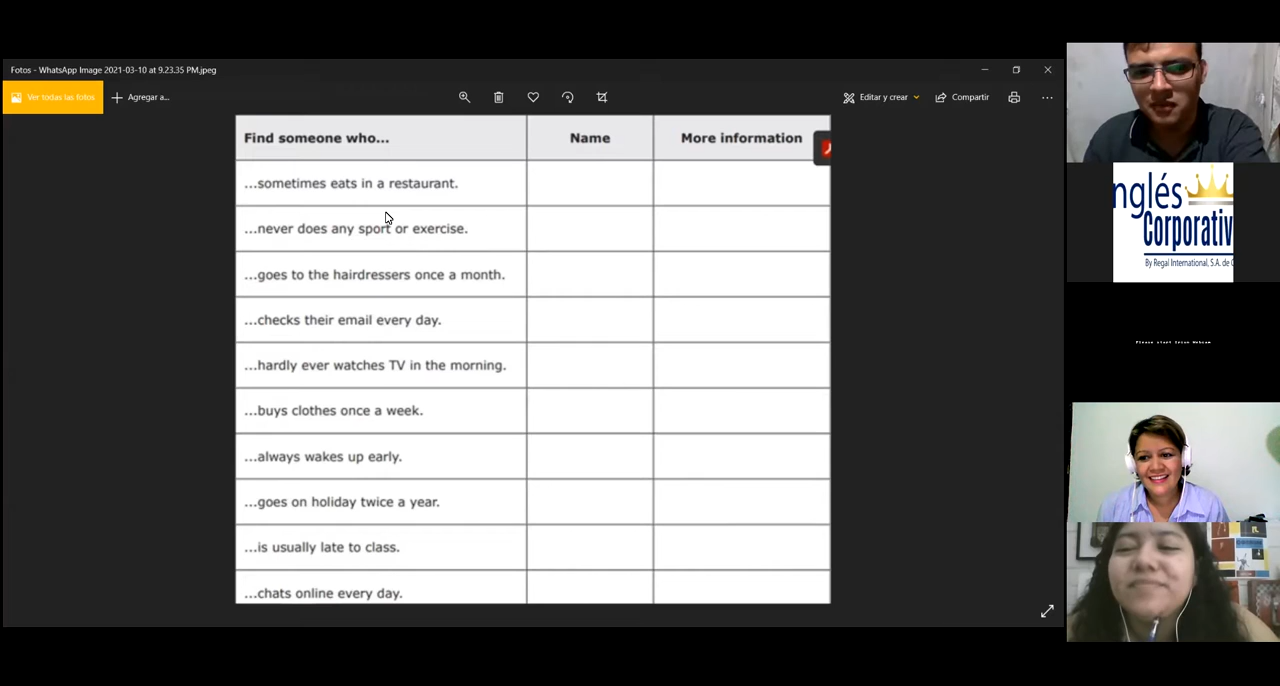 Fotos - WhatsApp Image 2021-03-10 at 9.23.35 PM.jpeg
Ver todas las fotos
Agregar a...
Editar y crear
Compartir
Find someone who... Name More information
...sometimes eats in a restaurant.
...never does any sport or exercise.
...goes to the hairdressers once a month.
...checks their email every day.
...hardly ever watches TV in the morning.
...buys clothes once a week.
...always wakes up early.
...goes on holiday twice a year.
...is usually late to class.
...chats online every day.
nglés
Corporativ
By Regal International, S.A. de
Please start Iriun Webcam